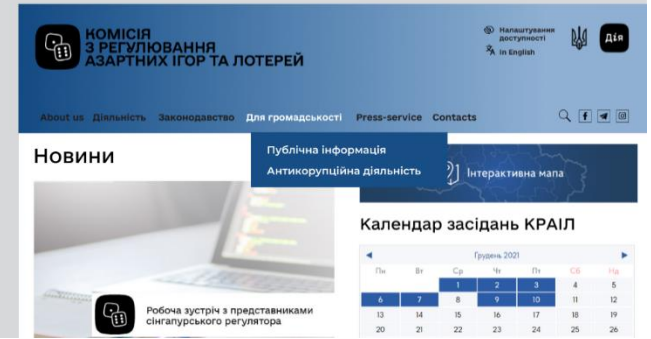 КОМІСІЯ
З РЕГУЛЮВАННЯ
АЗАРТНИХ ІГОР ТА ЛОТЕРЕЙ
Налаштування
доступності
In English
Дія
About us Діяльність Законодавство Для громадськості Press-service Contacts
Публічна інформація
Антикорупційна діяльність
Новини
Інтерактивна мапа
Календар засідань КРАІЛ
Грудень 2021
Пн Вт Ср Чт Пт Сб Нд
1 2 3 4 5
6 7 8 9 10 11 12
13 14 15 16 17 18 19
20 21 22 23 24 25 26
Робоча зустріч з представниками
сінгапурського регулятора